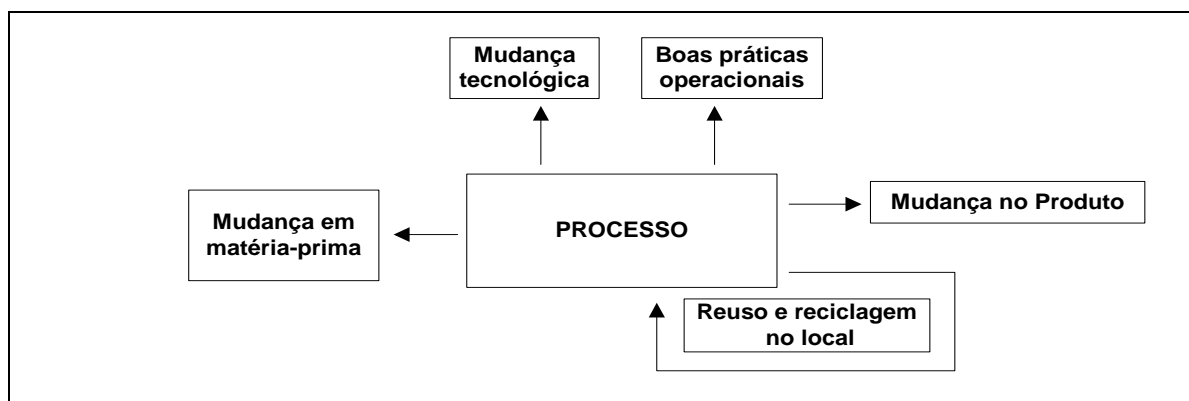 Mudança
tecnológica
Boas práticas
operacionais
Mudança em
matéria-prima
PROCESSO
Mudança no Produto
Reuso e reciclagem
no local